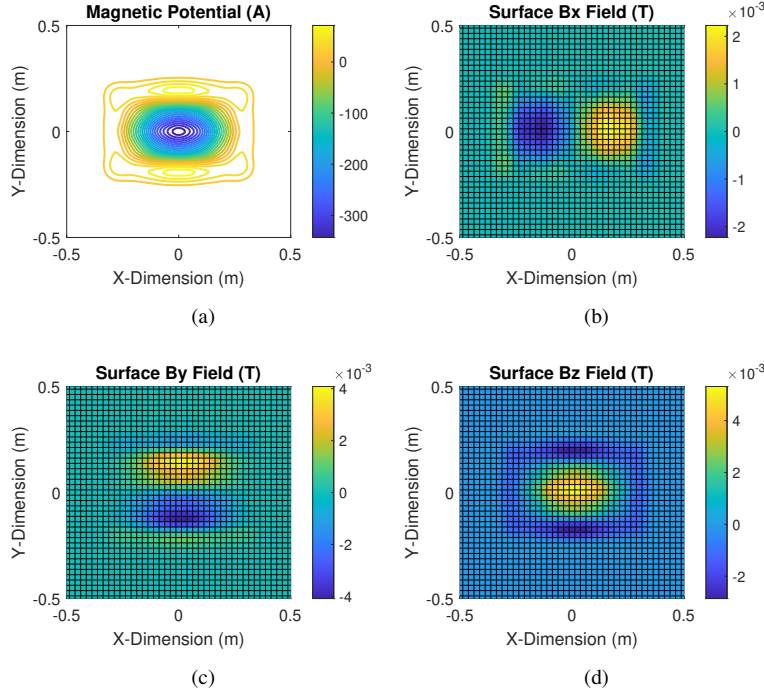 Magnetic Potential (A)
0.5
0
-0.5
-0.5
0
0.5
Y-Dimension (m)
X-Dimension (m)
0
-100
-200
-300
(a)
Surface Bx Field (T)
×10⁻³
0.5
0
-0.5
-0.5
0
0.5
Y-Dimension (m)
X-Dimension (m)
2
1
0
-1
-2
(b)
Surface By Field (T)
×10⁻³
0.5
0
-0.5
-0.5
0
0.5
Y-Dimension (m)
X-Dimension (m)
4
2
0
-2
-4
(c)
Surface Bz Field (T)
×10⁻³
0.5
0
-0.5
-0.5
0
0.5
Y-Dimension (m)
X-Dimension (m)
4
2
0
-2
(d)